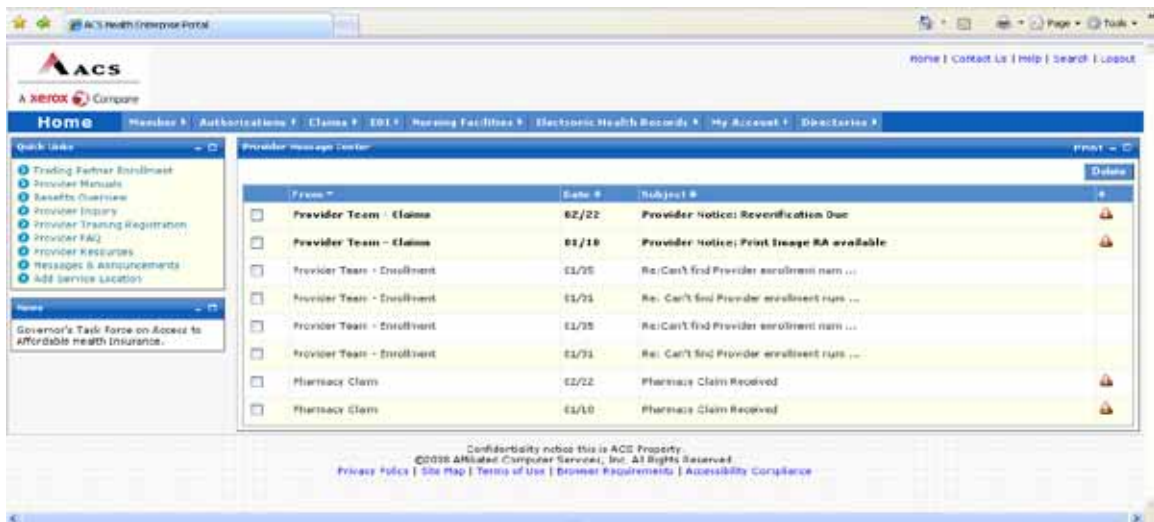 ACS Health Enterprise Portal
Page
Tools
ACS
A xerox Company
Home | Contact Us | Help | Search | Logout
Home Member Authorizations Claims Nursing Facilities Electronic Health Records My Account Directories
Quick Links
Trading Partner Enrollment
Provider Manuals
Benefits Overview
Provider Inquiry
Provider Training Registration
Provider FAQ
Provider Resources
Messages & Announcements
Add Service Location
News
Governor's Task Force on Access to
Affordable Health Insurance.
Provider Message Center Print
Delete
From Date Subject
Provider Team - Claims 02/22 Provider Notice: Reverification Due
Provider Team - Claims 01/10 Provider Notice: Print Image RA available
Provider Team - Enrollment Re:Can't find Provider enrollment num ...
Provider Team - Enrollment Re: Can't find Provider enrollment num ...
Provider Team - Enrollment Re:Can't find Provider enrollment num ...
Provider Team - Enrollment Re: Can't find Provider enrollment num ...
Pharmacy Claim 02/22 Pharmacy Claim Received
Pharmacy Claim 01/10 Pharmacy Claim Received
Confidentiality notice this is ACS Property
Affiliated Computer Services, Inc. All Rights Reserved
Privacy Policy | Site Map | Terms of Use | Browser Requirements | Accessibility Compliance